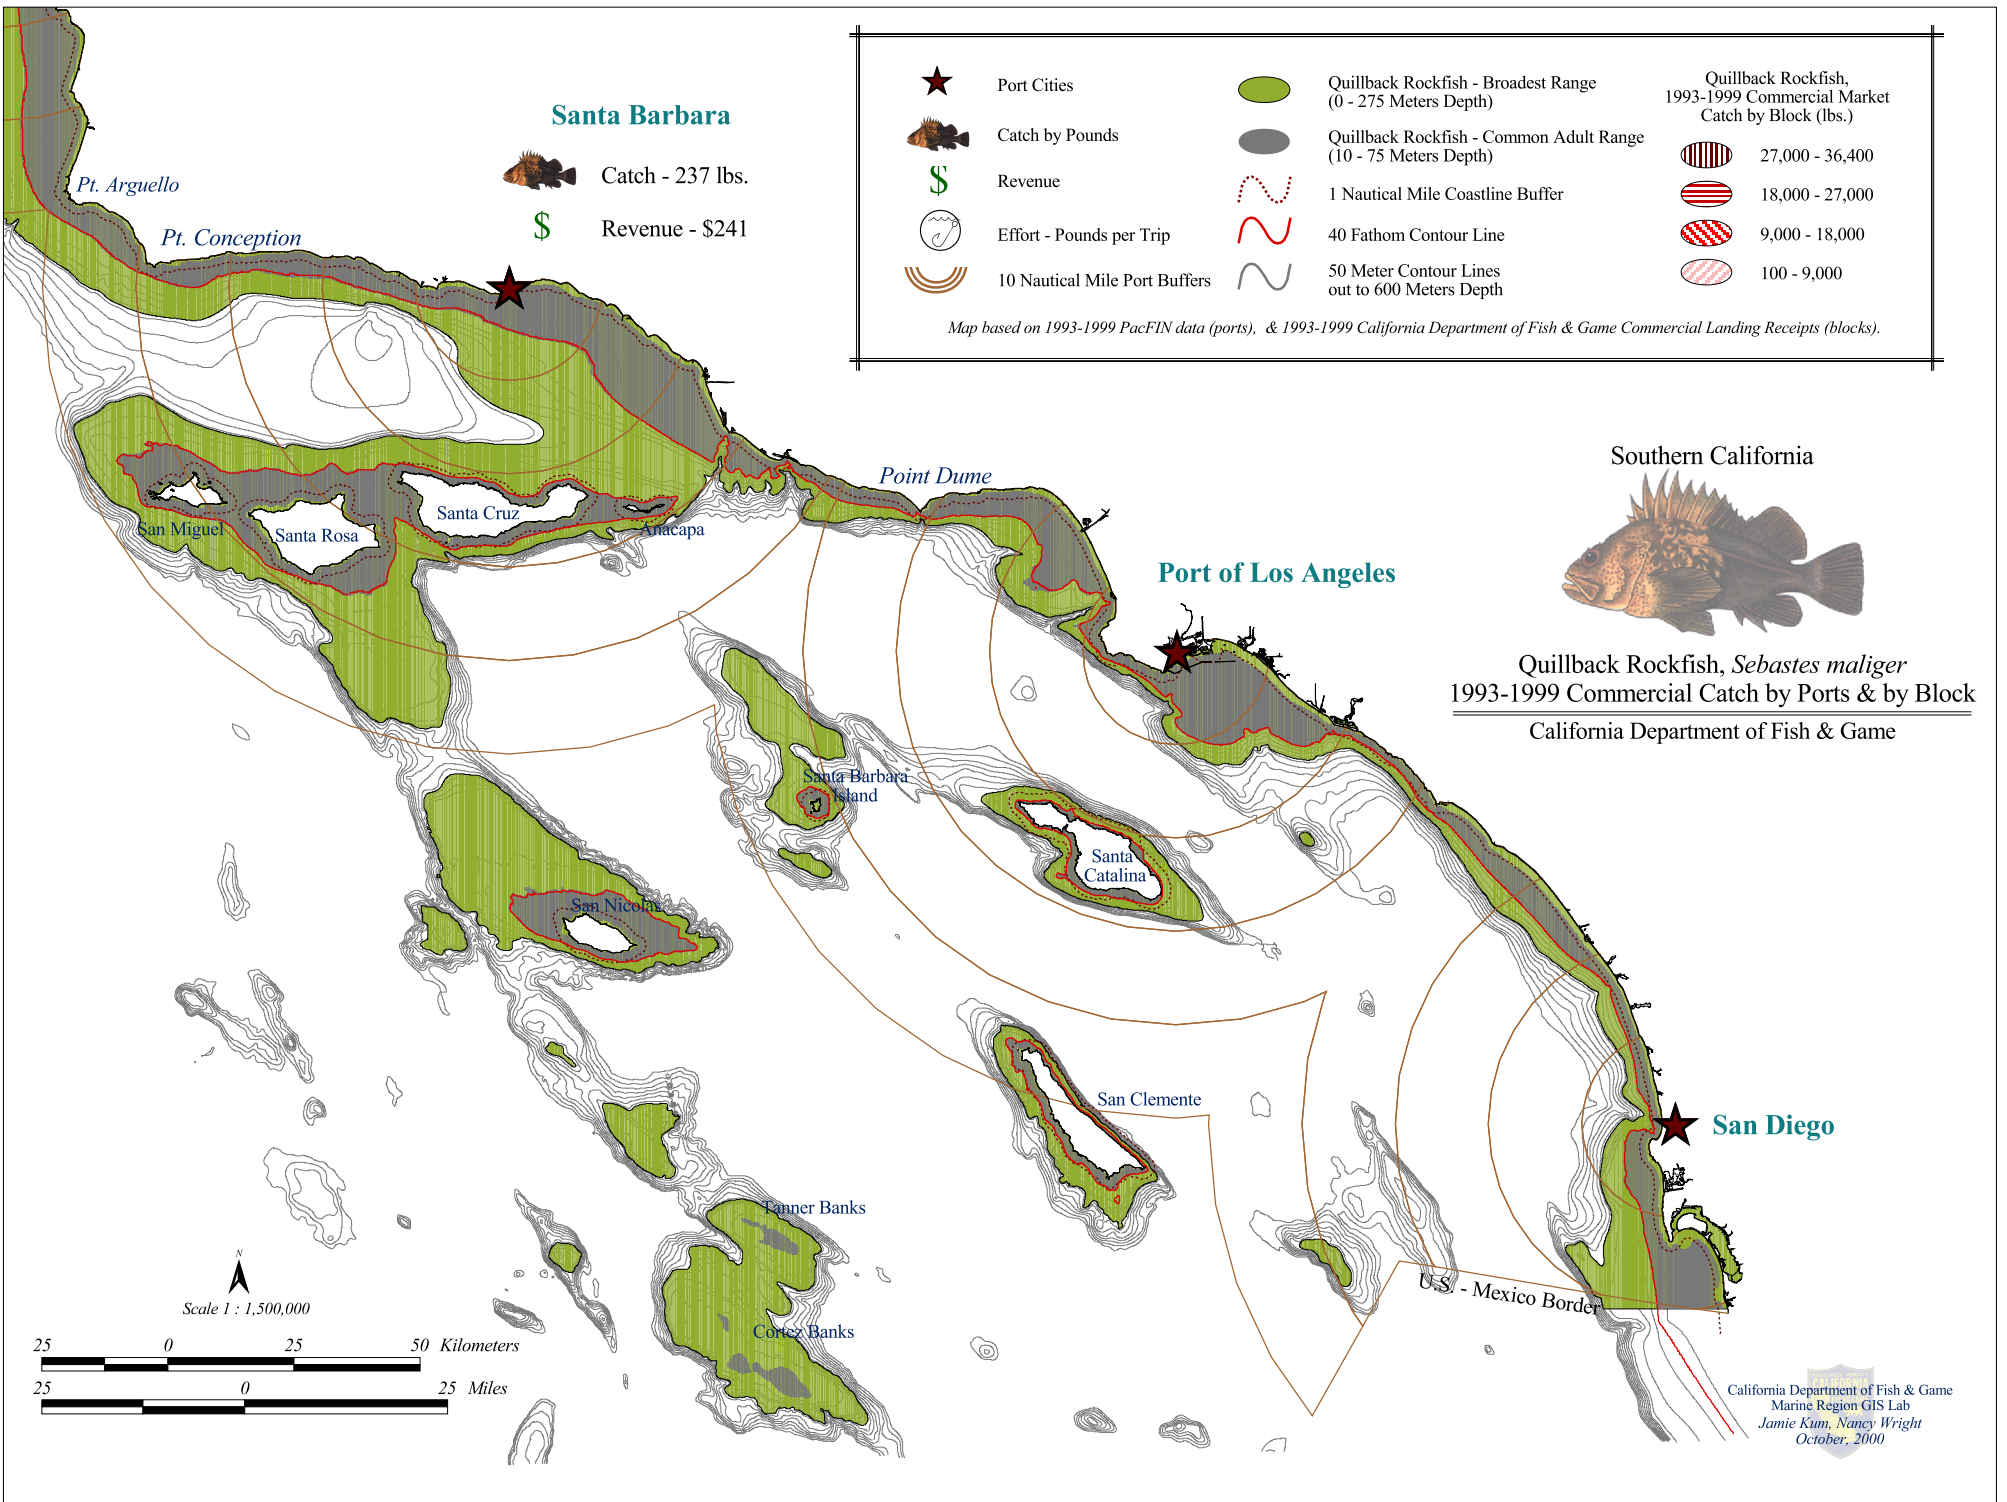 Port Cities
Catch by Pounds
$
Revenue
Effort - Pounds per Trip
10 Nautical Mile Port Buffers
Quillback Rockfish - Broadest Range
(0 - 275 Meters Depth)
Quillback Rockfish - Common Adult Range
(10 - 75 Meters Depth)
1 Nautical Mile Coastline Buffer
40 Fathom Contour Line
50 Meter Contour Lines
out to 600 Meters Depth
Quillback Rockfish,
1993-1999 Commercial Market
Catch by Block (lbs.)
27,000 - 36,400
18,000 - 27,000
9,000 - 18,000
100 - 9,000
Map based on 1993-1999 PacFIN data (ports), & 1993-1999 California Department of Fish & Game Commercial Landing Receipts (blocks).
Santa Barbara
Catch - 237 lbs.
$ Revenue - $241
Pt. Arguello
Pt. Conception
Point Dume
San Miguel
Santa Rosa
Santa Cruz
Anacapa
Port of Los Angeles
Southern California
Quillback Rockfish, Sebastes maliger
1993-1999 Commercial Catch by Ports & by Block
California Department of Fish & Game
Santa Barbara
Island
Santa
Catalina
San Nicolas
San Clemente
San Diego
Tanner Banks
Cortez Banks
U.S. - Mexico Border
N
Scale 1 : 1,500,000
25 0 25 50 Kilometers
25 0 25 Miles
CALIFORNIA
California Department of Fish & Game
Marine Region GIS Lab
Jamie Kum, Nancy Wright
October, 2000